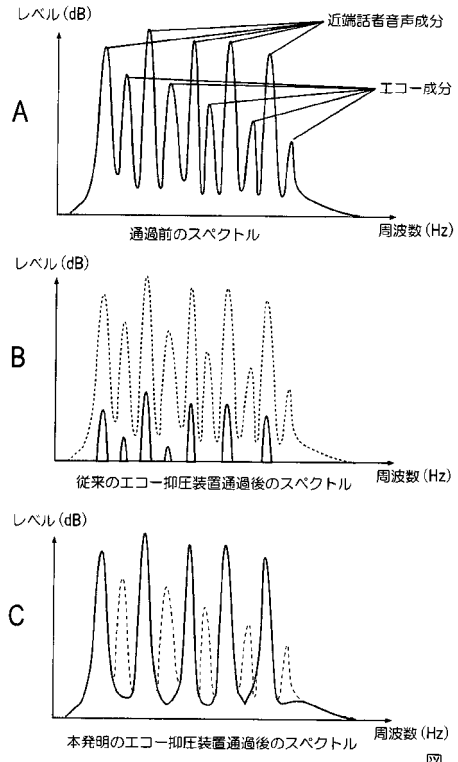 レベル(dB)
近端話者音声成分
エコー成分
A
周波数(Hz)
通過前のスペクトル
レベル(dB)
B
周波数(Hz)
従来のエコー抑圧装置通過後のスペクトル
レベル(dB)
C
周波数(Hz)
本発明のエコー抑圧装置通過後のスペクトル